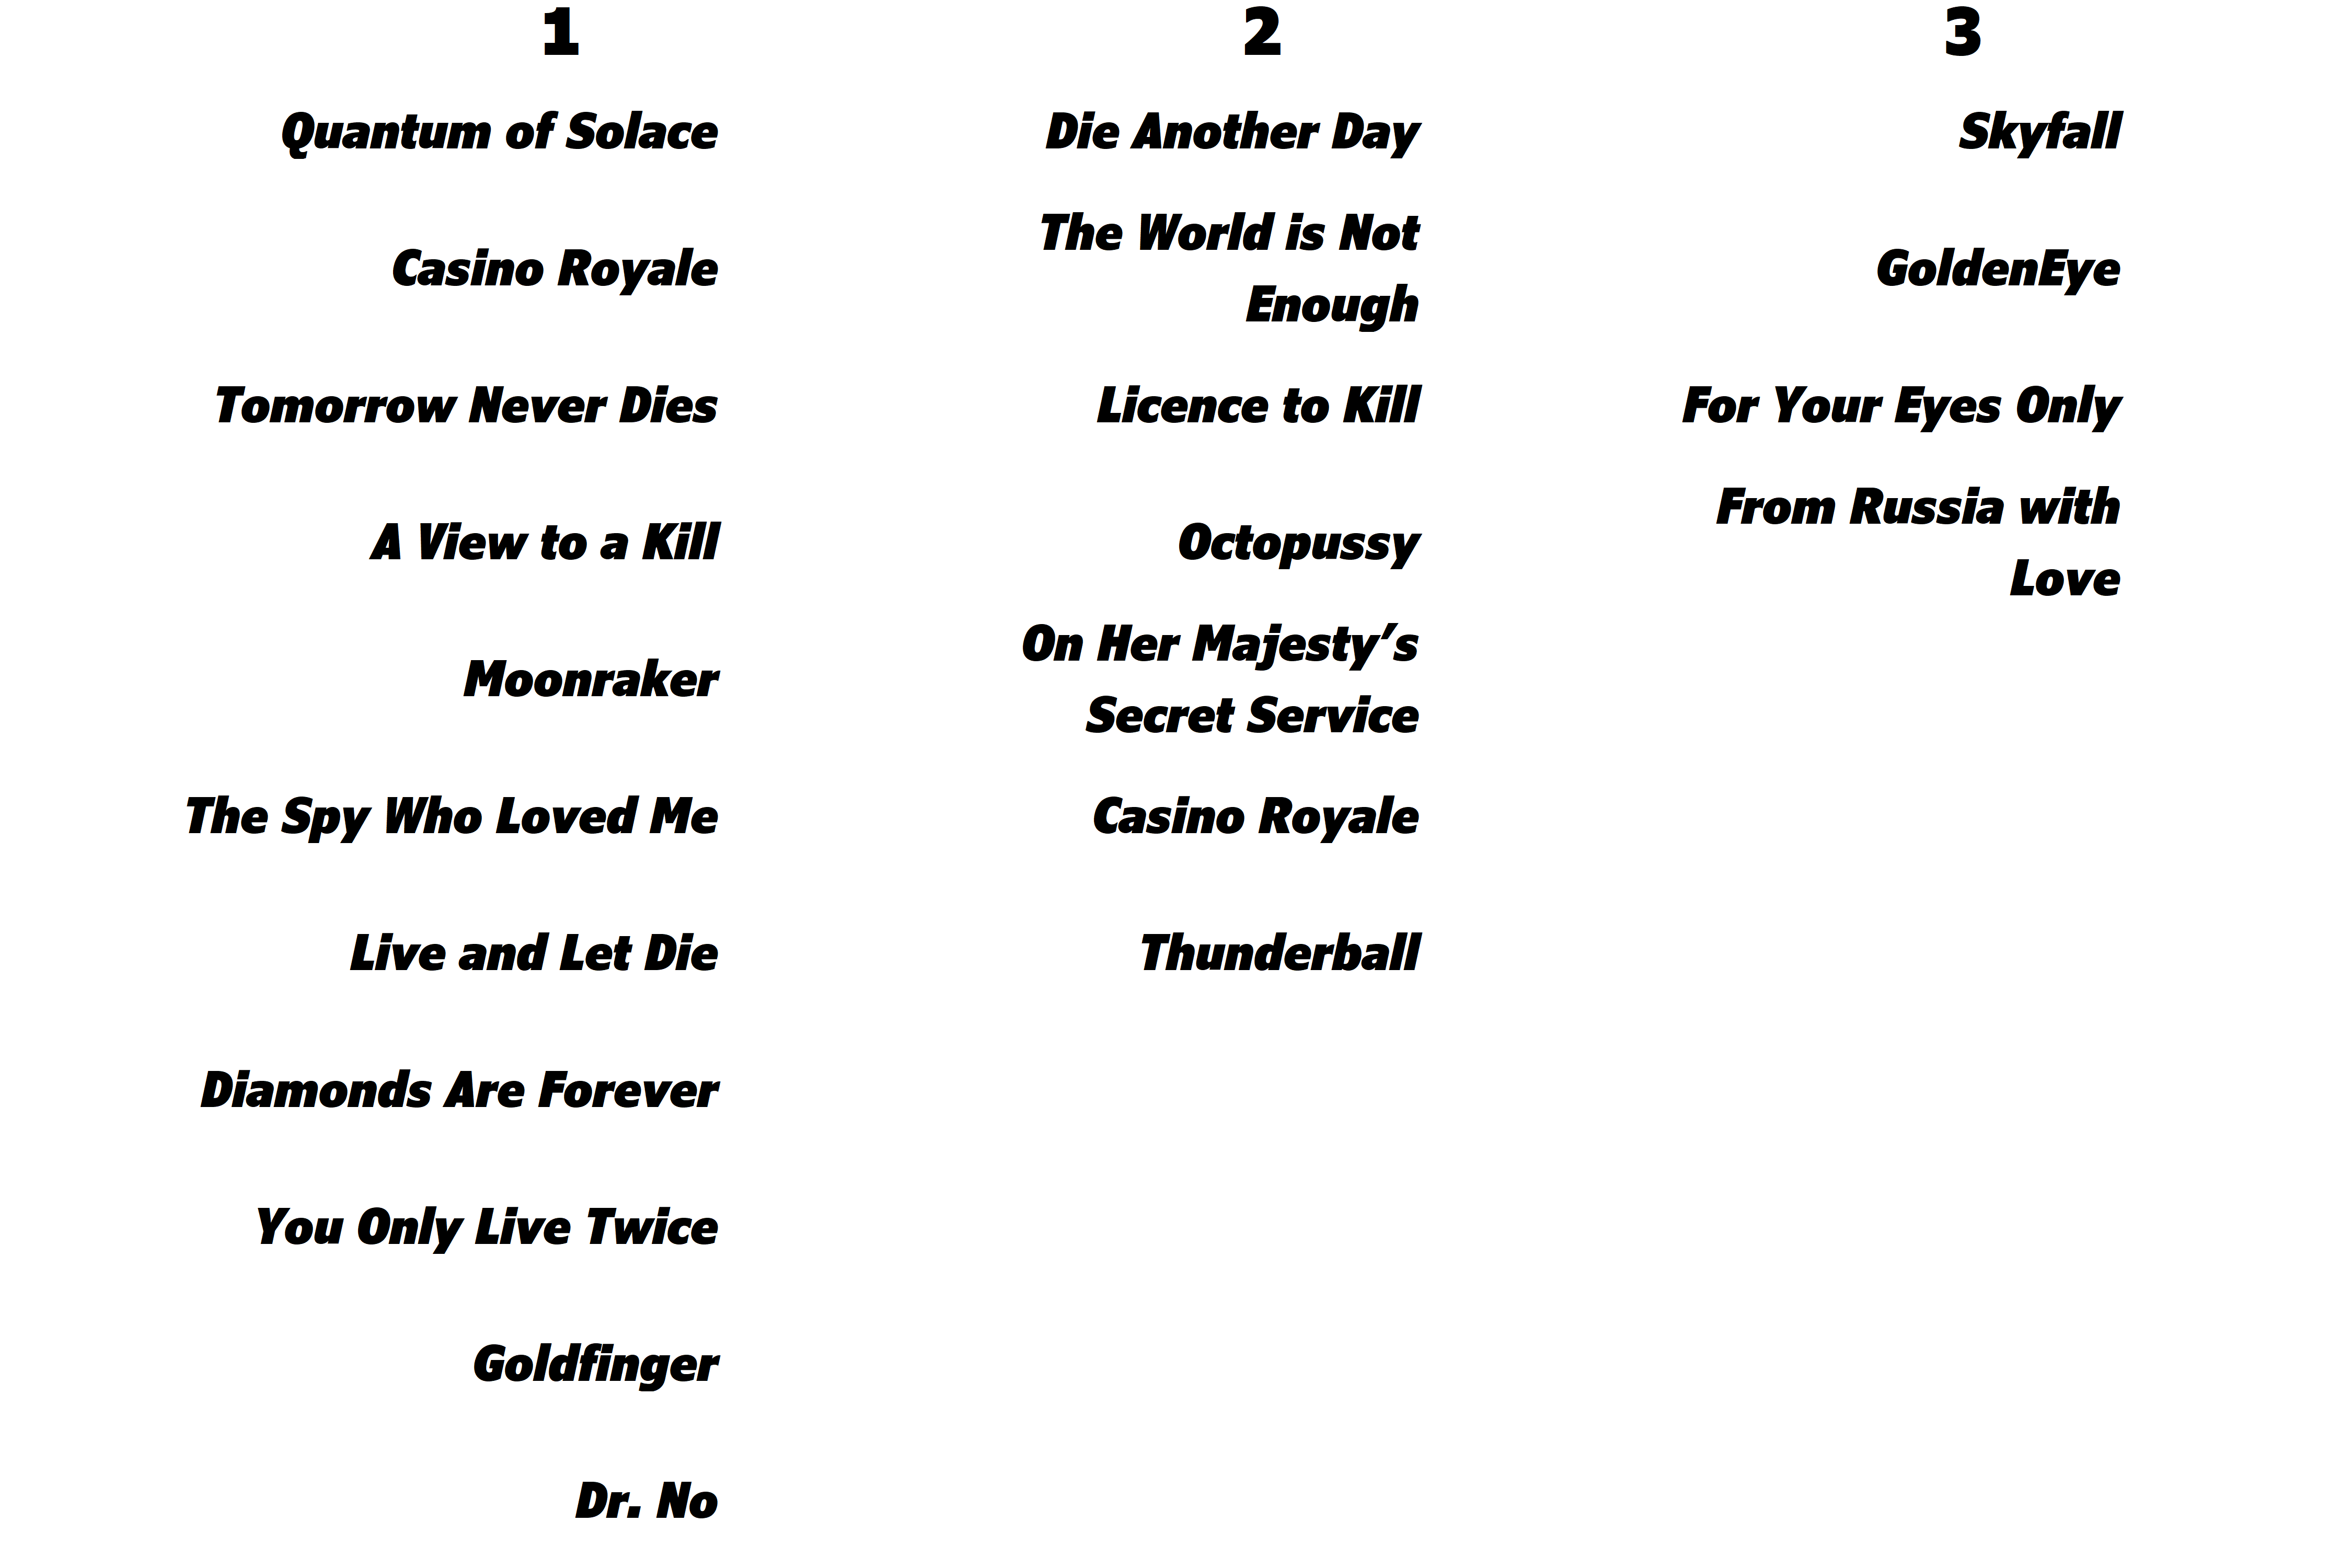 1
Quantum of Solace
Casino Royale
Tomorrow Never Dies
A View to a Kill
Moonraker
The Spy Who Loved Me
Live and Let Die
Diamonds Are Forever
You Only Live Twice
Goldfinger
Dr. No
2
Die Another Day
The World is Not
Enough
Licence to Kill
Octopussy
On Her Majesty’s
Secret Service
Casino Royale
Thunderball
3
Skyfall
GoldenEye
For Your Eyes Only
From Russia with
Love